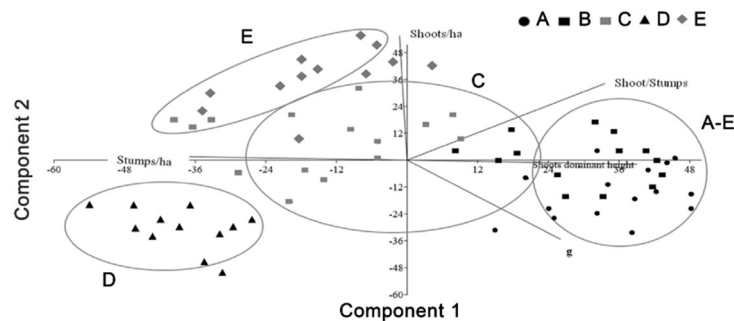 A B C D E
E
Shoots/ha
48
36
24
12
C
Shoot/Stumps
A-E
Component 2
Stumps/ha
-60 -48 -36 -24 -12 12 24 36 48 60
Shoots dominant height
-12
-24
-36
-48
-60
g
D
Component 1